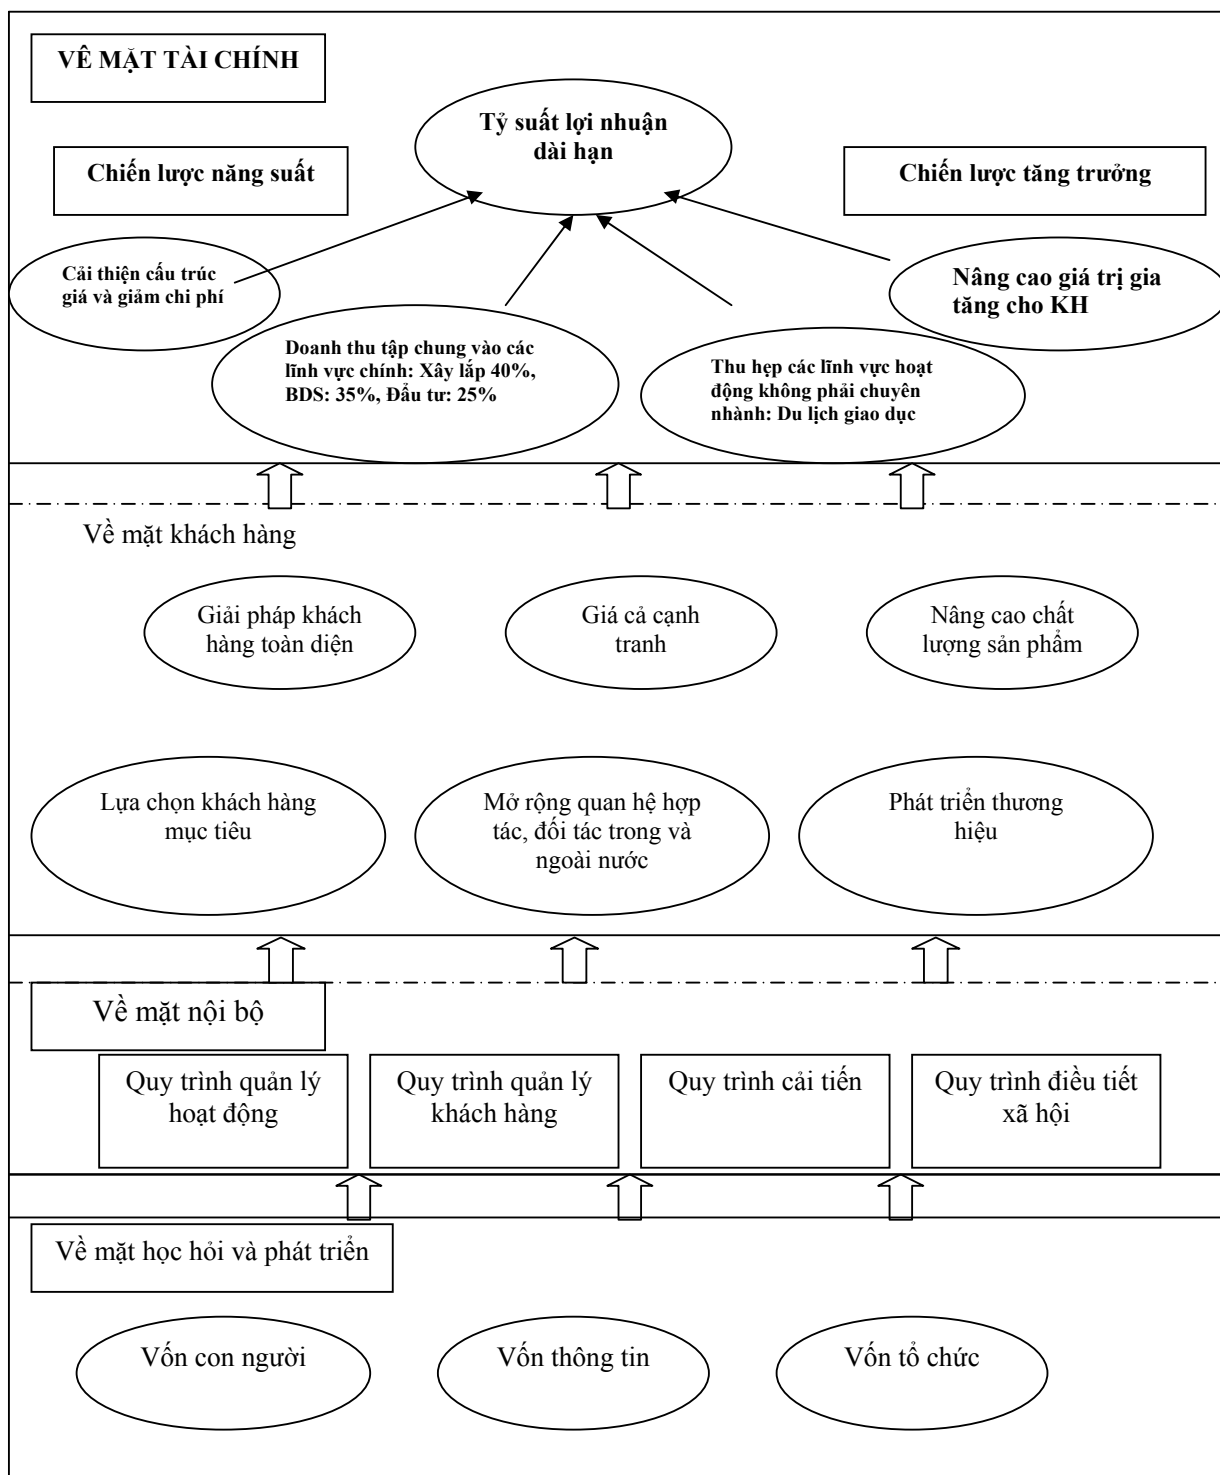 VÊ MẶT TÀI CHÍNH
Tỷ suất lợi nhuận
dài hạn
Chiến lược năng suất
Chiến lược tăng trưởng
Cải thiện cấu trúc
giá và giảm chi phí
Nâng cao giá trị gia
tăng cho KH
Doanh thu tập chung vào các
lĩnh vực chính: Xây lắp 40%,
BDS: 35%, Đẩu tư: 25%
Thu hẹp các lĩnh vực hoạt
động không phải chuyên
nhành: Du lịch giao dục
Về mặt khách hàng
Giải pháp khách
hàng toàn diện
Giá cả cạnh
tranh
Nâng cao chất
lượng sản phẩm
Lựa chọn khách hàng
mục tiêu
Mở rộng quan hệ hợp
tác, đối tác trong và
ngoài nước
Phát triển thương
hiệu
Về mặt nội bộ
Quy trình quản lý
hoạt động
Quy trình quản lý
khách hàng
Quy trình cải tiến
Quy trình điều tiết
xã hội
Về mặt học hỏi và phát triển
Vốn con người
Vốn thông tin
Vốn tổ chức